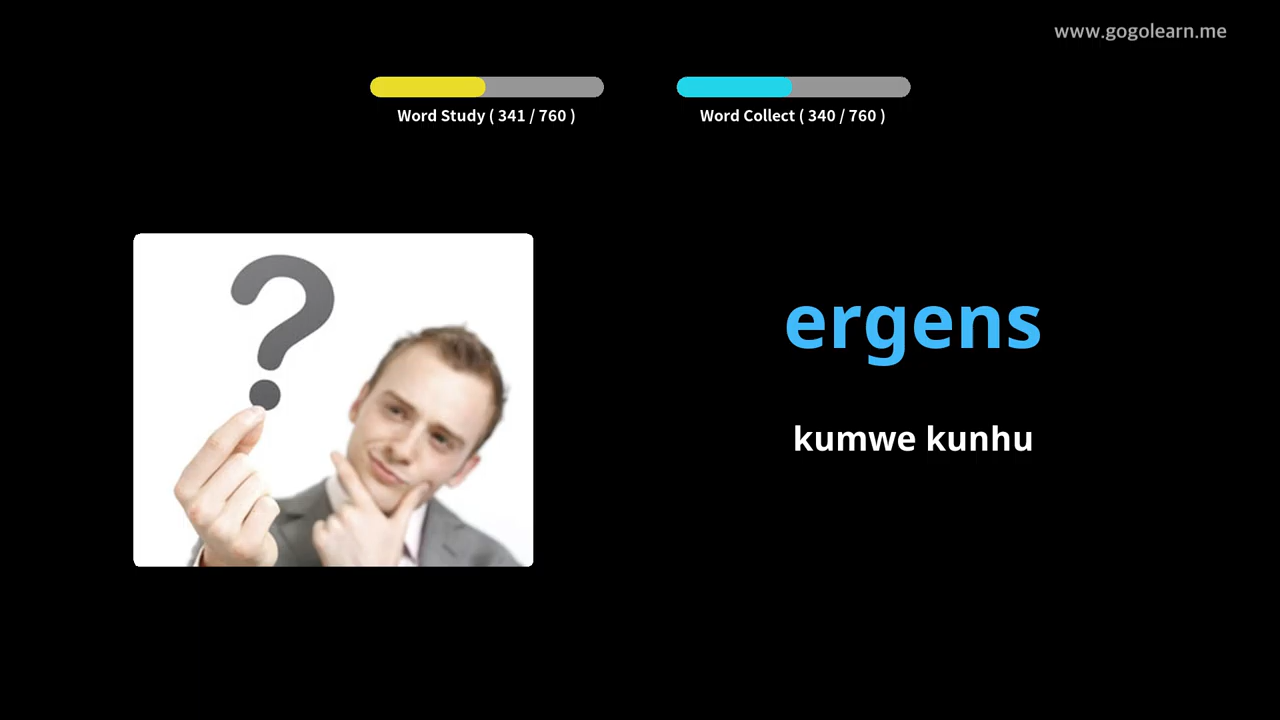 www.gogolearn.me
Word Study ( 341 / 760 )
Word Collect ( 340 / 760 )
?
ergens
kumwe kunhu